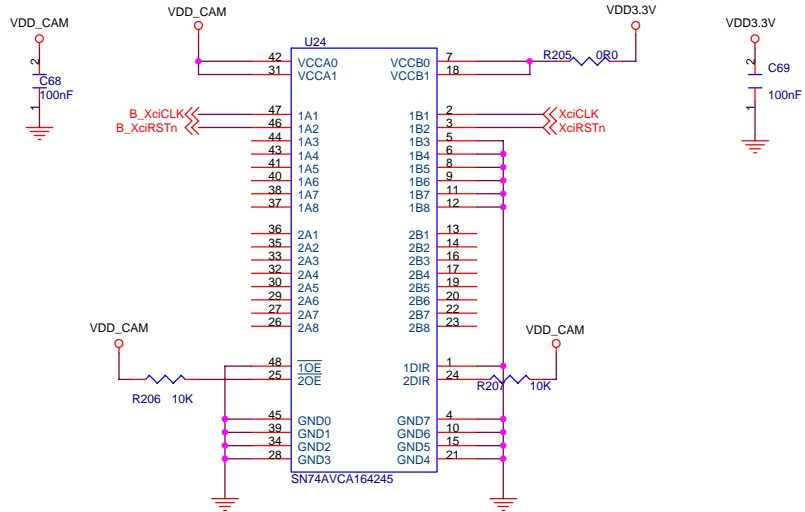 VDD_CAM
VDD_CAM
VDD3.3V
VDD3.3V
U24
42 VCCA0 VCCB0 7
31 VCCA1 VCCB1 18
R205 0R0
2
C68
100nF
1
2
C69
100nF
1
B_XciCLK 47 1A1 1B1 2 XciCLK
B_XciRSTn 46 1A2 1B2 3 XciRSTn
44 1A3 1B3 5
43 1A4 1B4 6
41 1A5 1B5 8
40 1A6 1B6 9
38 1A7 1B7 11
37 1A8 1B8 12
36 2A1 2B1 13
35 2A2 2B2 14
33 2A3 2B3 16
32 2A4 2B4 17
30 2A5 2B5 19
29 2A6 2B6 20
27 2A7 2B7 22
26 2A8 2B8 23
VDD_CAM
VDD_CAM
48 1OE 1DIR 1
25 2OE 2DIR 24
R206 10K
R207 10K
45 GND0 GND7 4
39 GND1 GND6 10
34 GND2 GND5 15
28 GND3 GND4 21
SN74AVCA164245